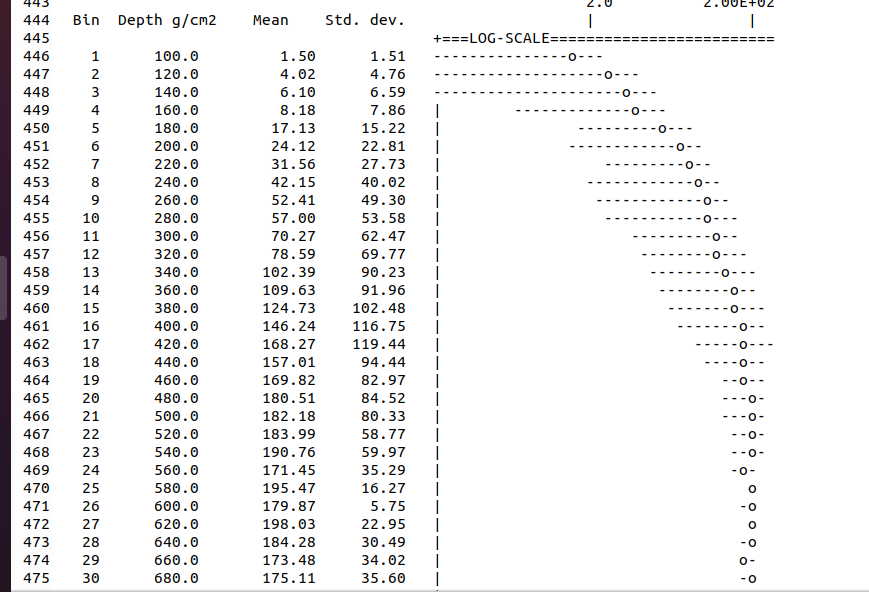 443 2.0 2.00E+02
444 Bin Depth g/cm2 Mean Std. dev. | |
445 +===LOG-SCALE=========================
446 1 100.0 1.50 1.51 ---------------o---
447 2 120.0 4.02 4.76 -------------------o---
448 3 140.0 6.10 6.59 ---------------------o---
449 4 160.0 8.18 7.86 | -------------o---
450 5 180.0 17.13 15.22 | ---------o---
451 6 200.0 24.12 22.81 | ------------o--
452 7 220.0 31.56 27.73 | ---------o--
453 8 240.0 42.15 40.02 | ------------o--
454 9 260.0 52.41 49.30 | ------------o--
455 10 280.0 57.00 53.58 | -----------o---
456 11 300.0 70.27 62.47 | ---------o--
457 12 320.0 78.59 69.77 | --------o---
458 13 340.0 102.39 90.23 | --------o---
459 14 360.0 109.63 91.96 | --------o--
460 15 380.0 124.73 102.48 | -------o---
461 16 400.0 146.24 116.75 | -------o--
462 17 420.0 168.27 119.44 | -----o---
463 18 440.0 157.01 94.44 | ----o--
464 19 460.0 169.82 82.97 | --o--
465 20 480.0 180.51 84.52 | ---o-
466 21 500.0 182.18 80.33 | ---o-
467 22 520.0 183.99 58.77 | --o-
468 23 540.0 190.76 59.97 | --o-
469 24 560.0 171.45 35.29 | -o-
470 25 580.0 195.47 16.27 | o
471 26 600.0 179.87 5.75 | -o
472 27 620.0 198.03 22.95 | o
473 28 640.0 184.28 30.49 | -o
474 29 660.0 173.48 34.02 | o-
475 30 680.0 175.11 35.60 | -o